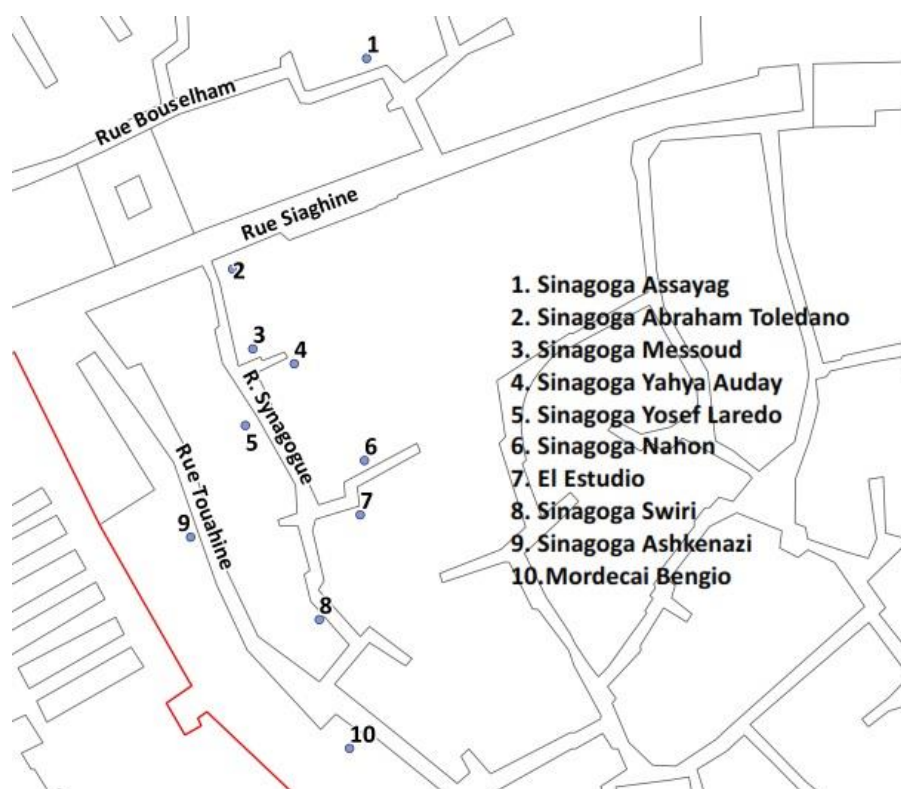 1
Rue Bouselham
Rue Siaghine
2
3
4
R. Synagogue
5
6
7
Rue Touahine
9
8
10
1. Sinagoga Assayag
2. Sinagoga Abraham Toledano
3. Sinagoga Messoud
4. Sinagoga Yahya Auday
5. Sinagoga Yosef Laredo
6. Sinagoga Nahon
7. El Estudio
8. Sinagoga Swiri
9. Sinagoga Ashkenazi
10.Mordecai Bengio